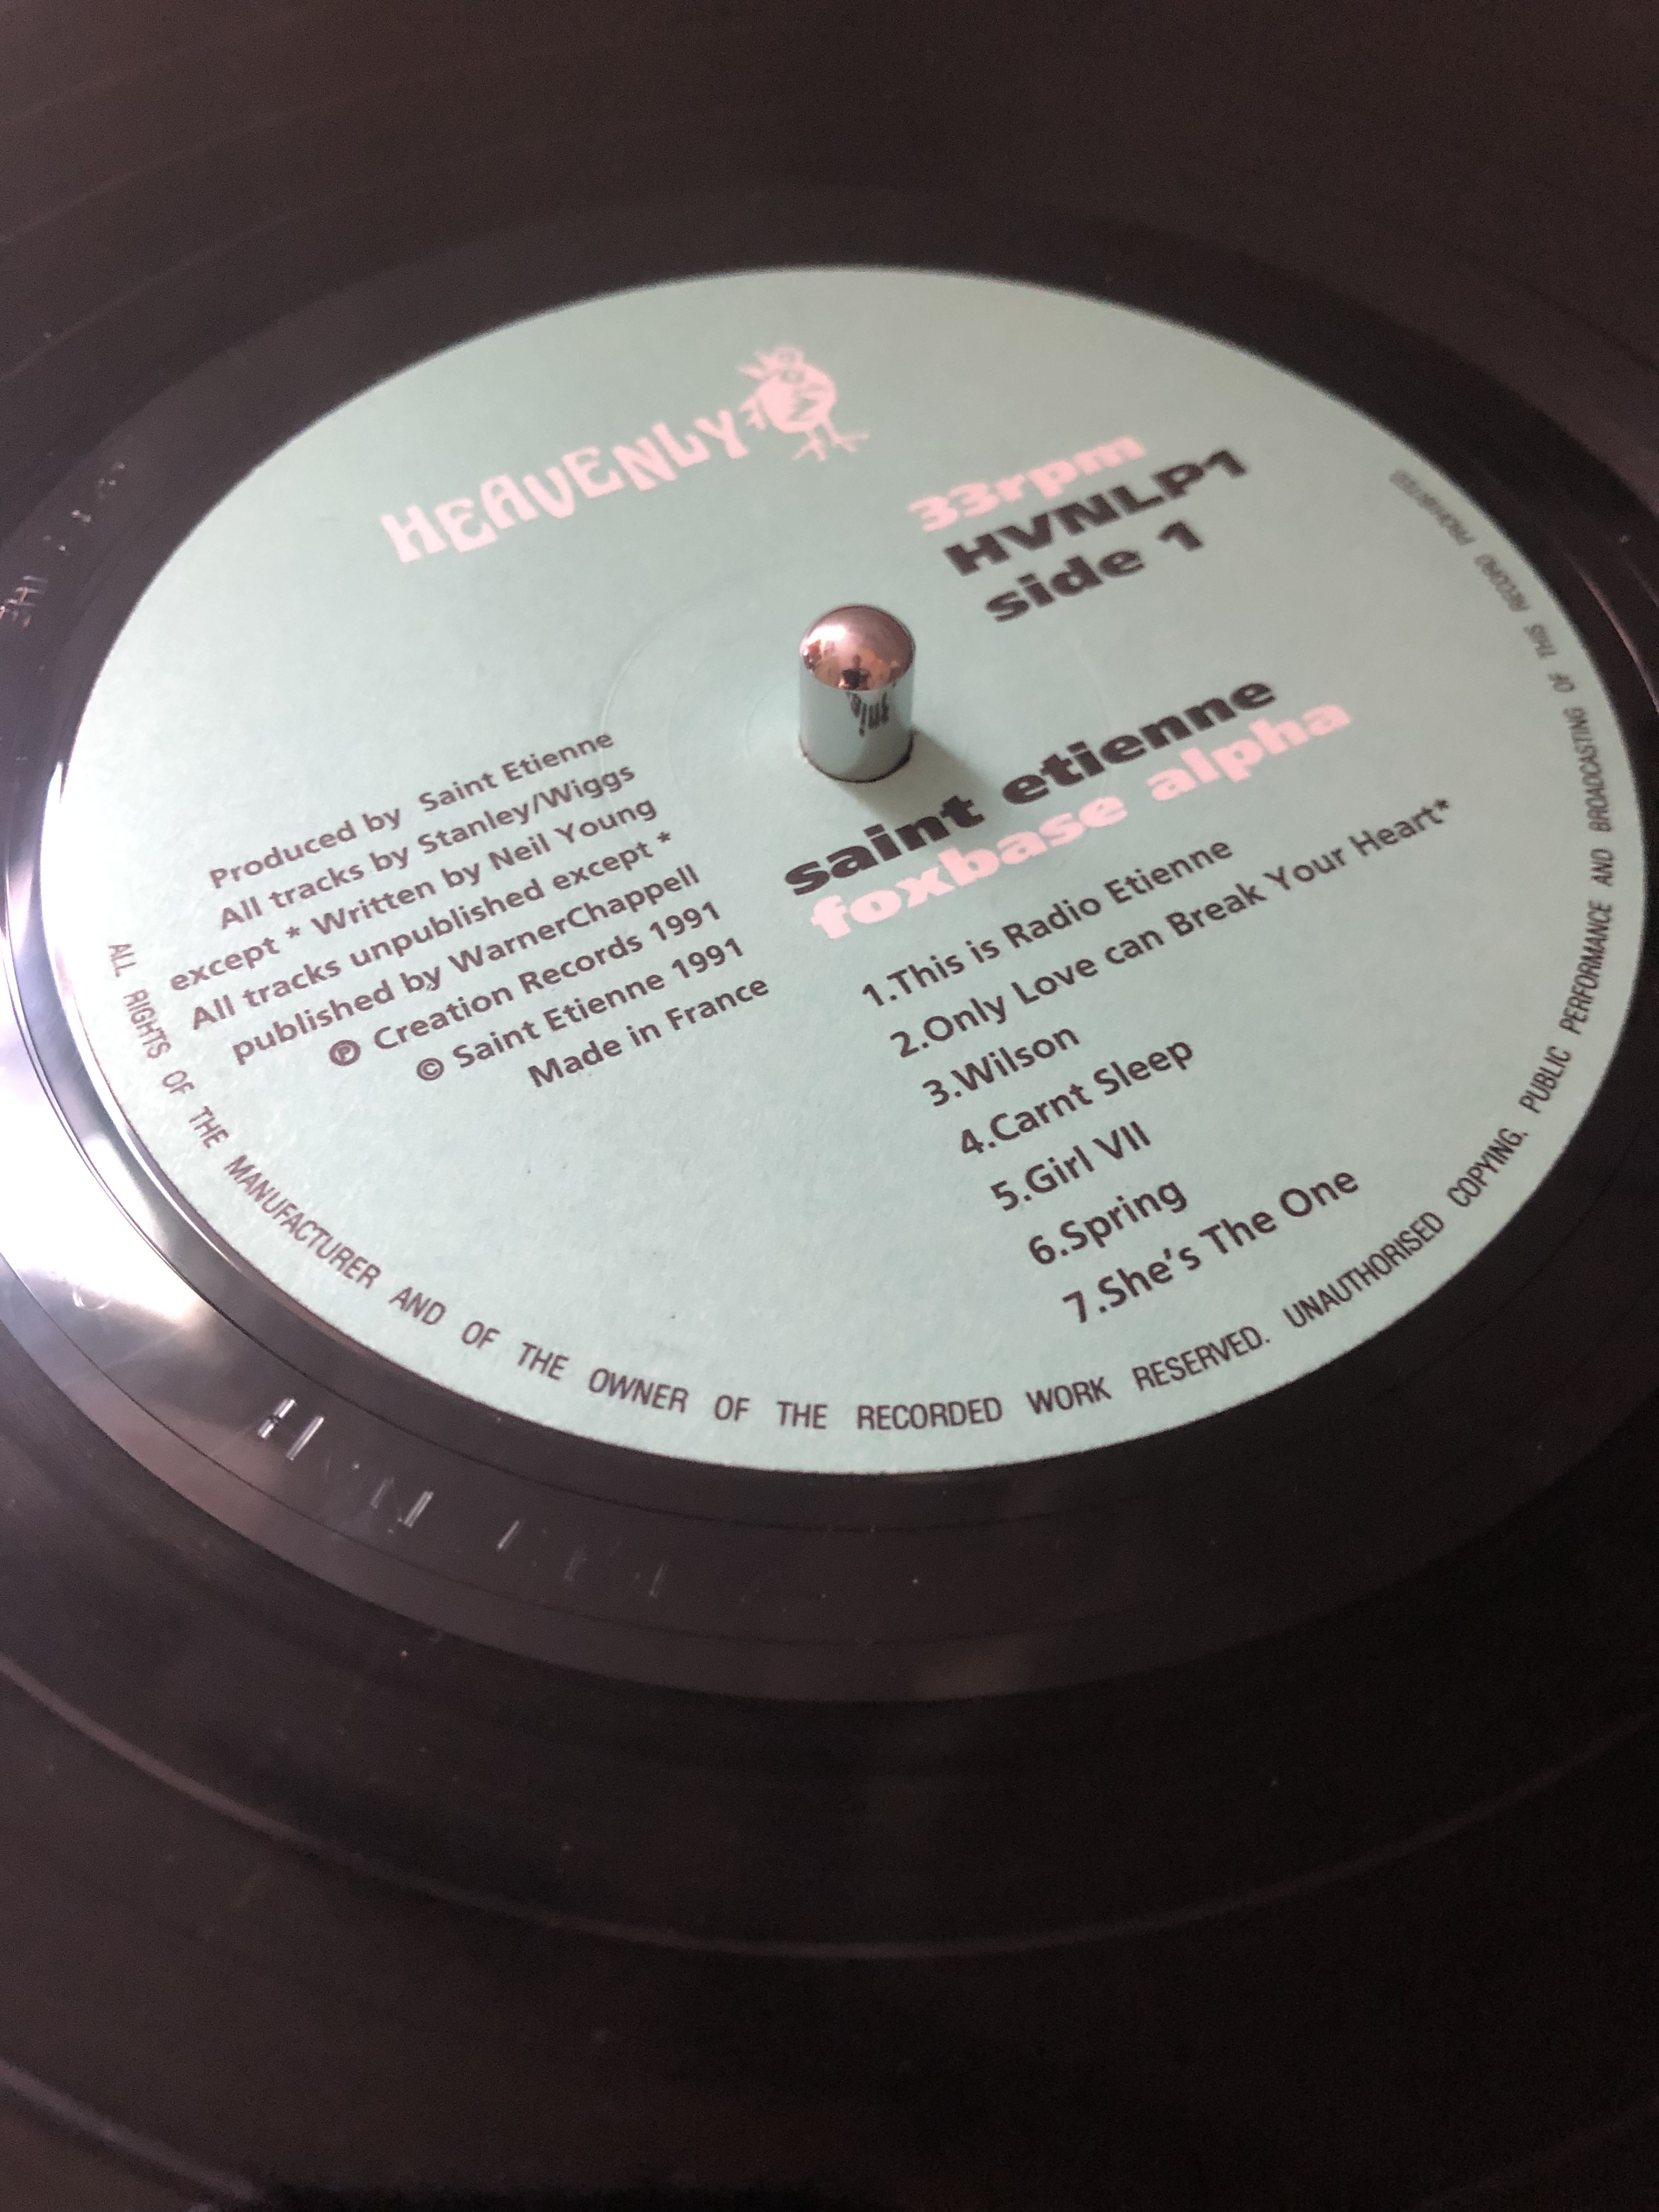 HEAVENLY
33rpm
HVNLP1
side 1
Produced by Saint Etienne
All tracks by Stanley/Wiggs
except * Written by Neil Young
All tracks unpublished except *
published by WarnerChappell
℗ Creation Records 1991
© Saint Etienne 1991
Made in France
saint etienne
foxbase alpha
1.This is Radio Etienne
2.Only Love can Break Your Heart*
3.Wilson
4.Carnt Sleep
5.Girl VII
6.Spring
7.She's The One
ALL RIGHTS OF THE MANUFACTURER AND OF THE OWNER OF THE RECORDED WORK RESERVED. UNAUTHORISED COPYING. PUBLIC PERFORMANCE AND BROADCASTING OF THIS RECORD PROHIBITED